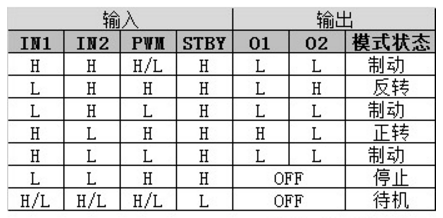 输入 输出
IN1 IN2 PWM STBY O1 O2 模式状态
H H H/L H L L 制动
L H H H L H 反转
L H L H L L 制动
H L H H H L 正转
H L L H L L 制动
L L H H OFF 停止
H/L H/L H/L L OFF 待机